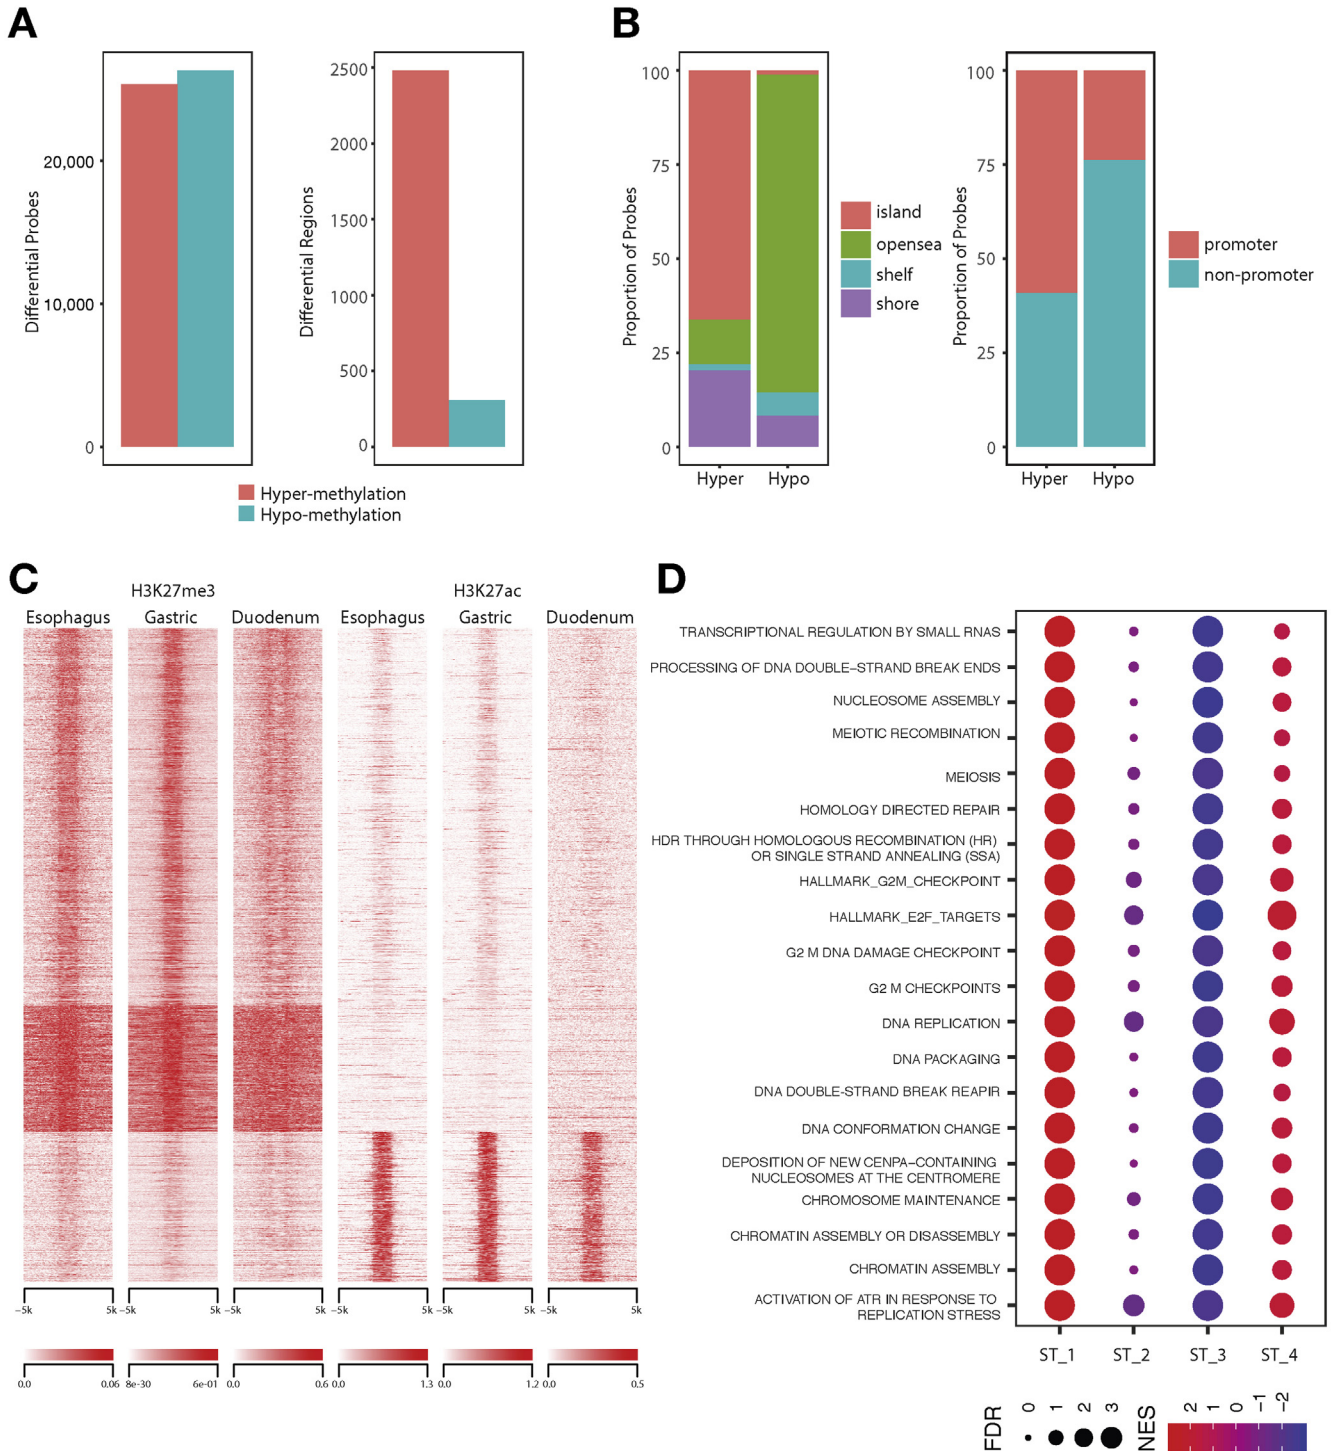 A
Differential Probes
20,000
10,000
0
Differential Regions
2500
2000
1500
1000
500
0
Hyper-methylation
Hypo-methylation
B
Proportion of Probes
100
75
50
25
0
Hyper
Hypo
island
opensea
shelf
shore
Proportion of Probes
100
75
50
25
0
Hyper
Hypo
promoter
non-promoter
C
H3K27me3
H3K27ac
Esophagus
Gastric
Duodenum
Esophagus
Gastric
Duodenum
−5k
5k
−5k
5k
−5k
5k
−5k
5k
−5k
5k
−5k
5k
0.0
0.06
8e-30
6e-01
0.0
0.6
0.0
1.3
0.0
1.2
0.0
0.5
D
TRANSCRIPTIONAL REGULATION BY SMALL RNAS
PROCESSING OF DNA DOUBLE−STRAND BREAK ENDS
NUCLEOSOME ASSEMBLY
MEIOTIC RECOMBINATION
MEIOSIS
HOMOLOGY DIRECTED REPAIR
HDR THROUGH HOMOLOGOUS RECOMBINATION (HR)
OR SINGLE STRAND ANNEALING (SSA)
HALLMARK_G2M_CHECKPOINT
HALLMARK_E2F_TARGETS
G2 M DNA DAMAGE CHECKPOINT
G2 M CHECKPOINTS
DNA REPLICATION
DNA PACKAGING
DNA DOUBLE-STRAND BREAK REAPIR
DNA CONFORMATION CHANGE
DEPOSITION OF NEW CENPA−CONTAINING
NUCLEOSOMES AT THE CENTROMERE
CHROMOSOME MAINTENANCE
CHROMATIN ASSEMBLY OR DISASSEMBLY
CHROMATIN ASSEMBLY
ACTIVATION OF ATR IN RESPONSE TO
REPLICATION STRESS
ST_1
ST_2
ST_3
ST_4
FDR
0
1
2
3
NES
2
1
0
−1
−2